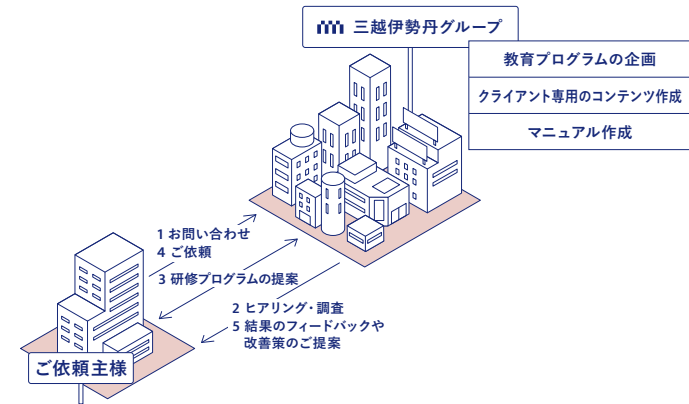 三越伊勢丹グループ
教育プログラムの企画
クライアント専用のコンテンツ作成
マニュアル作成
1 お問い合わせ
4 ご依頼
3 研修プログラムの提案
2 ヒアリング・調査
5 結果のフィードバックや
改善策のご提案
ご依頼主様